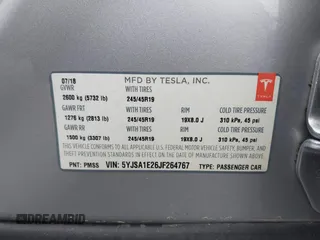 07/18
MFD BY TESLA, INC.
GVWR
2600 kg (5732 lb)
WITH TIRES
245/45R19
TESLA
GAWR FRT
1276 kg (2813 lb)
WITH TIRES
245/45R19
RIM
19X8.0 J
COLD TIRE PRESSURE
310 kPa, 45 psi
GAWR RR
1500 kg (3307 lb)
WITH TIRES
245/45R19
RIM
19X8.0 J
COLD TIRE PRESSURE
310 kPa, 45 psi
THIS VEHICLE CONFORMS TO ALL APPLICABLE
U.S. FEDERAL MOTOR VEHICLE SAFETY, BUMPER, AND
THEFT PREVENTION STANDARDS IN EFFECT ON THE DATE
OF MANUFACTURE SHOWN ABOVE.
PNT: PMSS
VIN: 5YJSA1E26JF264767
TYPE: PASSENGER CAR
DREAMBID